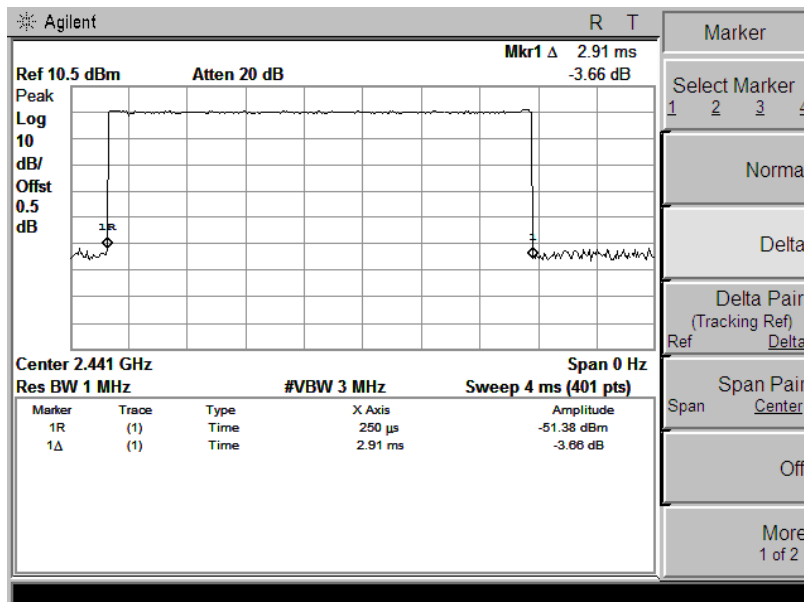 Agilent R T
Mkr1 Δ 2.91 ms
Ref 10.5 dBm Atten 20 dB -3.66 dB
Peak
Log
10
dB/
Offst
0.5
dB
1R
1
Center 2.441 GHz Span 0 Hz
Res BW 1 MHz #VBW 3 MHz Sweep 4 ms (401 pts)
Marker Trace Type X Axis Amplitude
1R (1) Time 250 µs -51.38 dBm
1Δ (1) Time 2.91 ms -3.66 dB
Marker
Select Marker
1 2 3 4
Norma
Delta
Delta Pair
(Tracking Ref)
Ref Delta
Span Pair
Span Center
Off
More
1 of 2